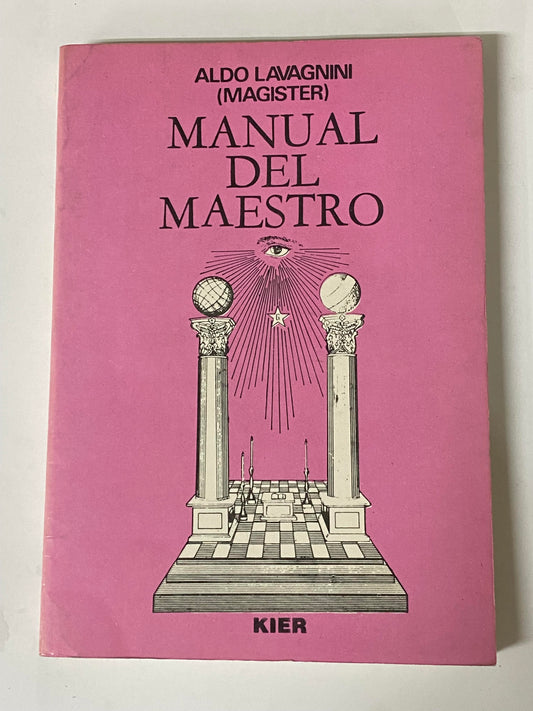 ALDO LAVAGNINI
(MAGISTER)
MANUAL
DEL
MAESTRO
KIER